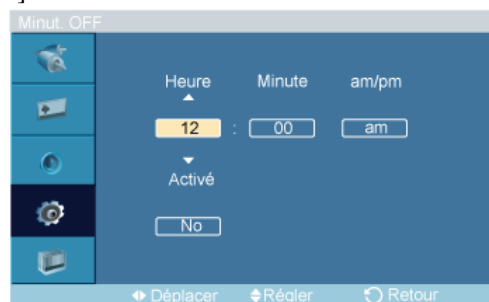 Minut. OFF
Heure Minute am/pm
12 : 00 am
Activé
No
Déplacer Régler Retour